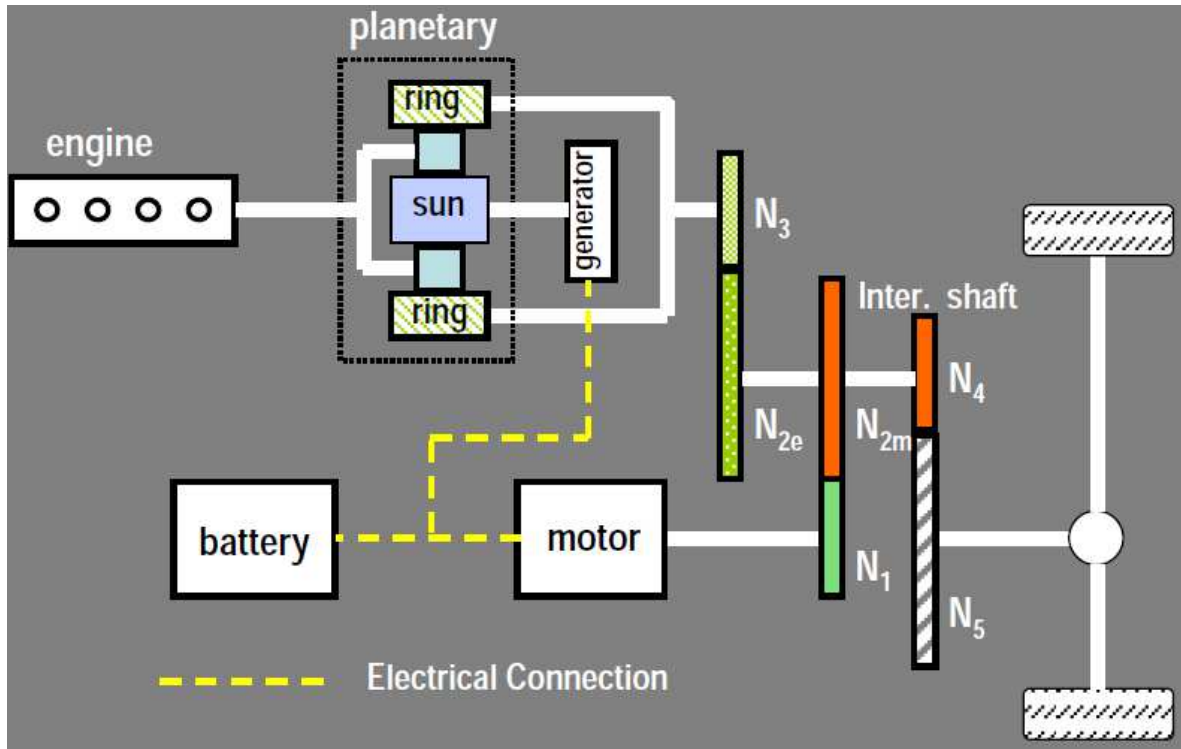 planetary
ring
engine
sun
generator
N3
ring
Inter. shaft
N4
N2e
N2m
battery
motor
N1
N5
Electrical Connection